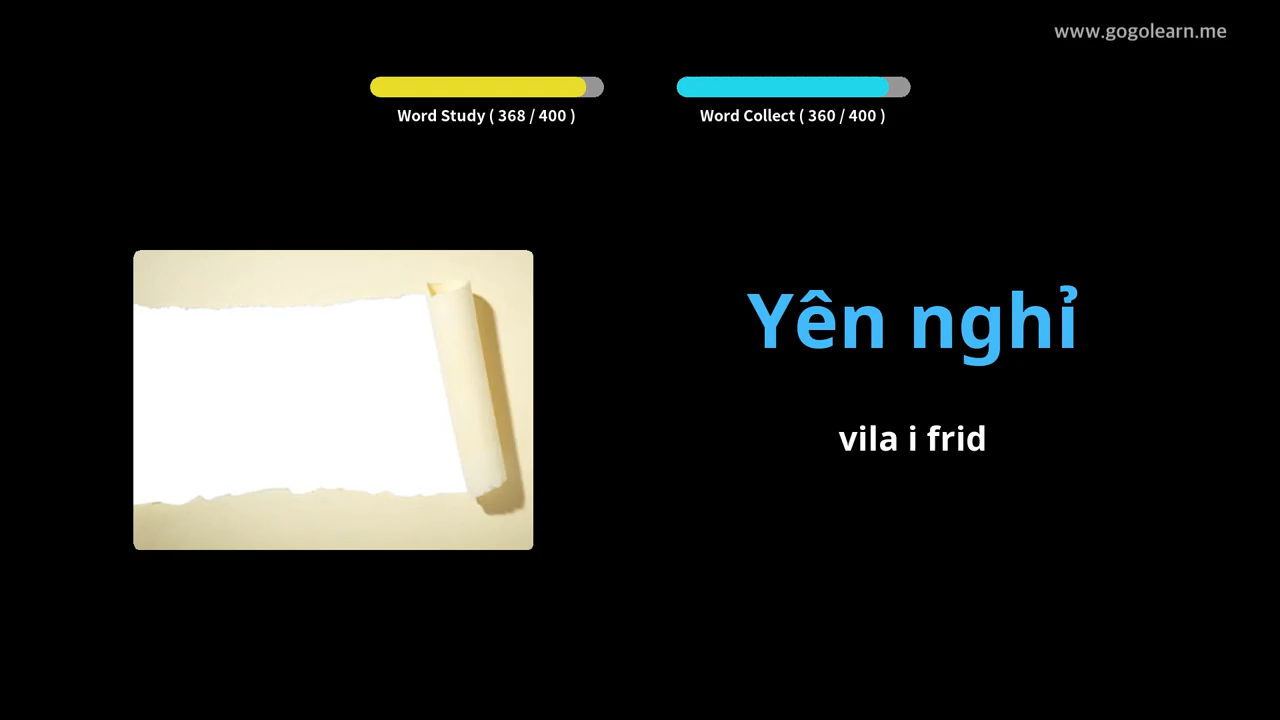 www.gogolearn.me
Word Study ( 368 / 400 )
Word Collect ( 360 / 400 )
Yên nghỉ
vila i frid